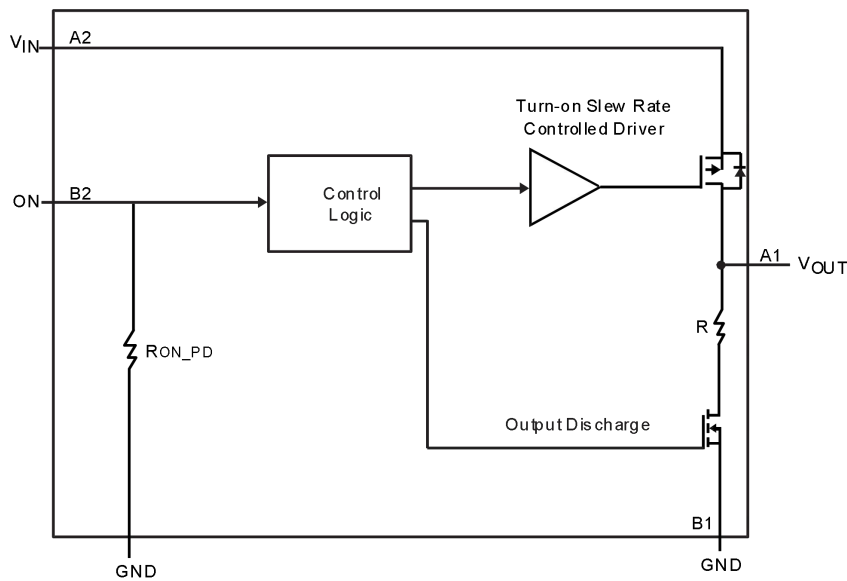 VIN
A2
Turn-on Slew Rate
Controlled Driver
ON
B2
Control
Logic
A1
VOUT
R
RON_PD
Output Discharge
B1
GND
GND